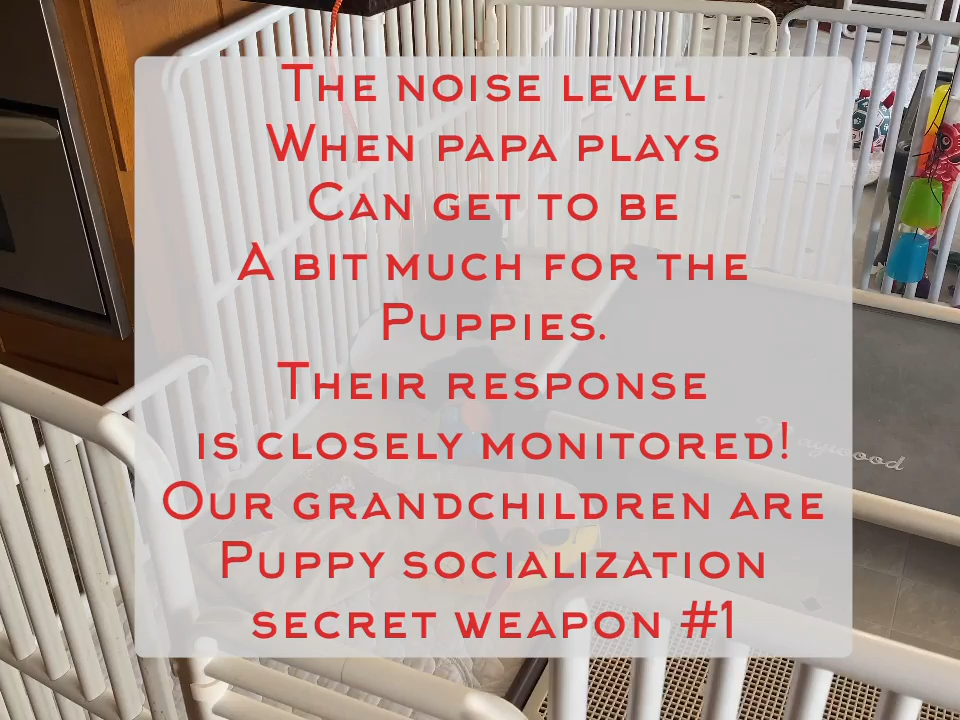 The noise level
When papa plays
Can get to be
A bit much for the
Puppies.
Their response
is closely monitored!
Our grandchildren are
Puppy socialization
secret weapon #1